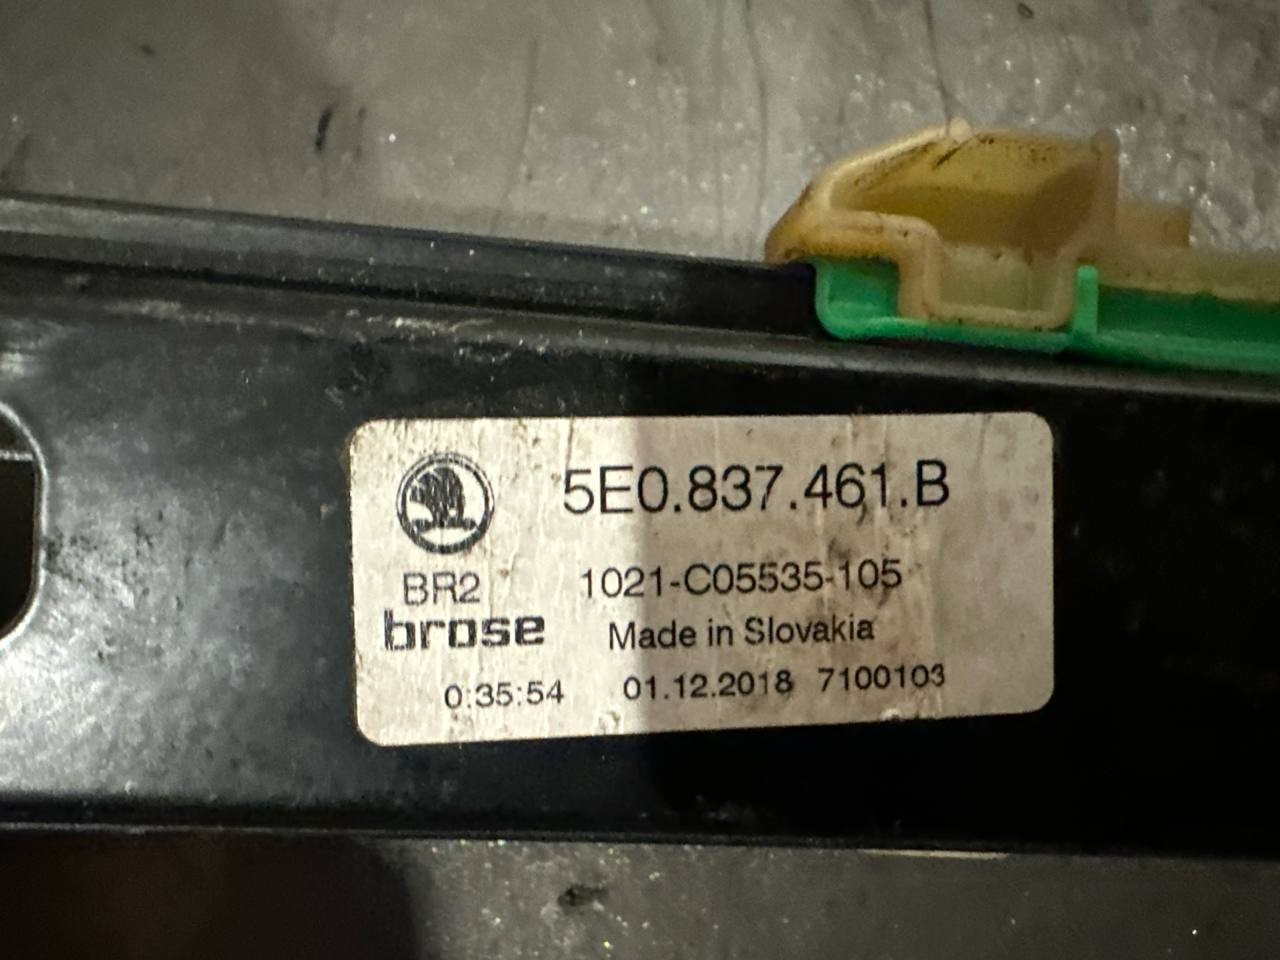 5E0.837.461.B
BR2
1021-C05535-105
brose
Made in Slovakia
0:35:54 01.12.2018 7100103